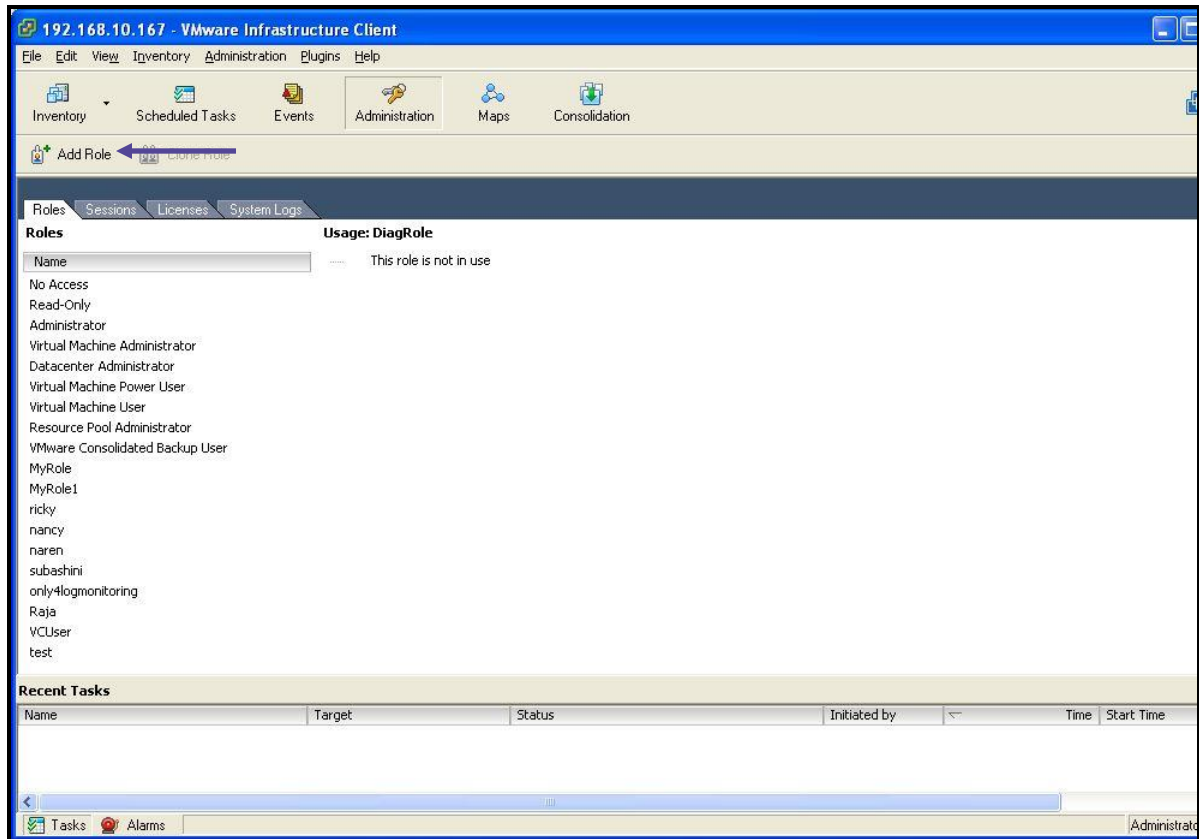 192.168.10.167 - VMware Infrastructure Client
File Edit View Inventory Administration Plugins Help
Inventory Scheduled Tasks Events Administration Maps Consolidation
Add Role Clone Role
Roles Sessions Licenses System Logs
Roles Usage: DiagRole
Name This role is not in use
No Access
Read-Only
Administrator
Virtual Machine Administrator
Datacenter Administrator
Virtual Machine Power User
Virtual Machine User
Resource Pool Administrator
VMware Consolidated Backup User
MyRole
MyRole1
ricky
nancy
naren
subashini
only4logmonitoring
Raja
VCUser
test
Recent Tasks
Name Target Status Initiated by Time Start Time
Tasks Alarms Administrato